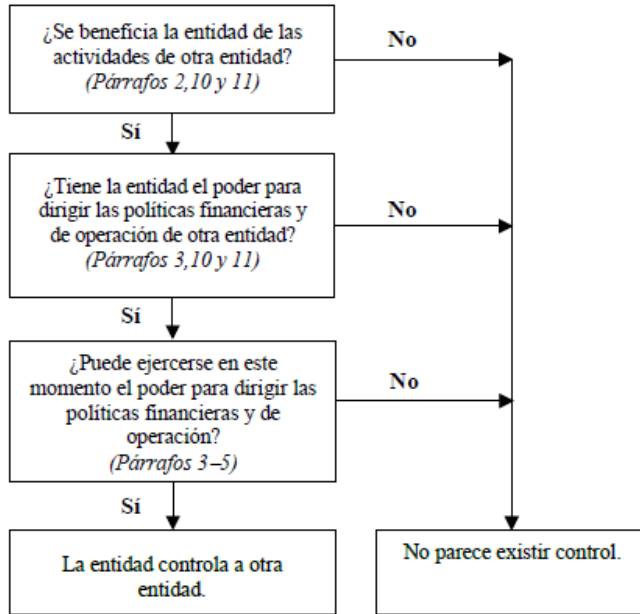 ¿Se beneficia la entidad de las
actividades de otra entidad?
(Párrafos 2,10 y 11)
No
Sí
¿Tiene la entidad el poder para
dirigir las políticas financieras y
de operación de otra entidad?
(Párrafos 3,10 y 11)
No
Sí
¿Puede ejercerse en este
momento el poder para dirigir las
políticas financieras y de
operación?
(Párrafos 3–5)
No
Sí
La entidad controla a otra
entidad.
No parece existir control.